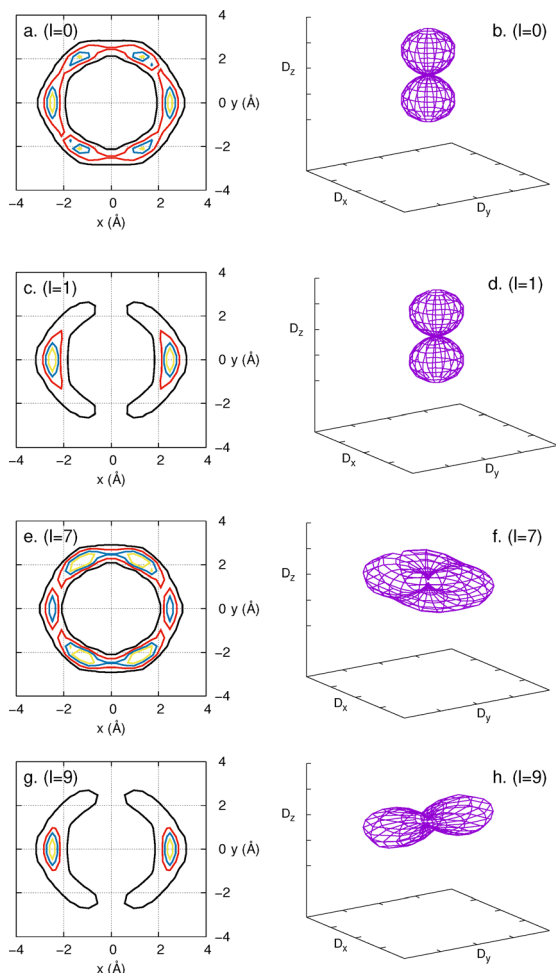 a. (l=0)
4
2
0 y (Å)
−2
−4
−4 −2 0 2 4
x (Å)
b. (l=0)
Dz
Dx
Dy
c. (l=1)
4
2
0 y (Å)
−2
−4
−4 −2 0 2 4
x (Å)
d. (l=1)
Dz
Dx
Dy
e. (l=7)
4
2
0 y (Å)
−2
−4
−4 −2 0 2 4
x (Å)
f. (l=7)
Dz
Dx
Dy
g. (l=9)
4
2
0 y (Å)
−2
−4
−4 −2 0 2 4
x (Å)
h. (l=9)
Dz
Dx
Dy